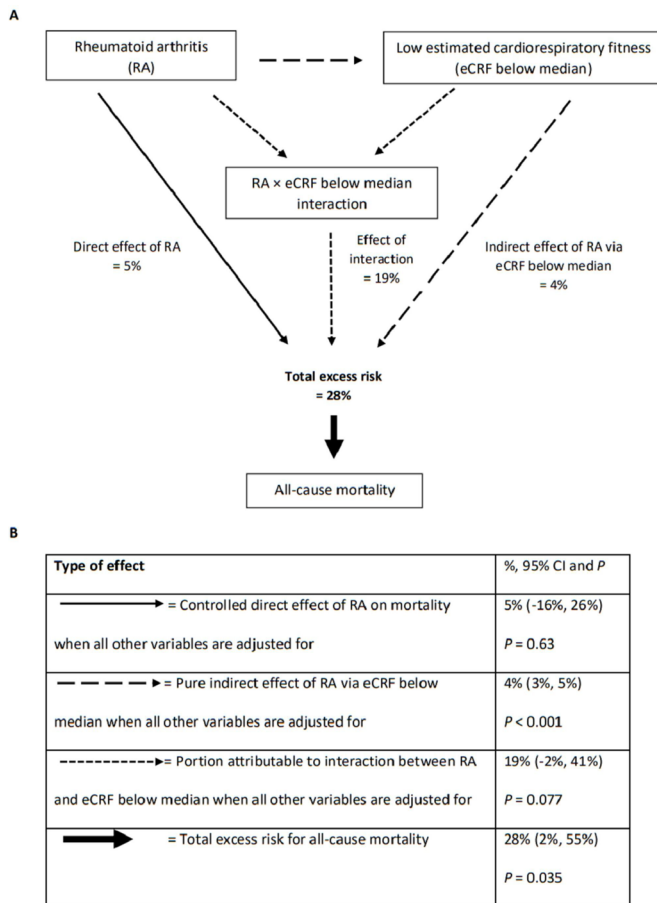 A
Rheumatoid arthritis
(RA)
Low estimated cardiorespiratory fitness
(eCRF below median)
RA × eCRF below median
interaction
Direct effect of RA
= 5%
Effect of
interaction
= 19%
Indirect effect of RA via
eCRF below median
= 4%
Total excess risk
= 28%
All-cause mortality
B
Type of effect
%, 95% CI and P
= Controlled direct effect of RA on mortality
when all other variables are adjusted for
5% (-16%, 26%)
P = 0.63
= Pure indirect effect of RA via eCRF below
median when all other variables are adjusted for
4% (3%, 5%)
P < 0.001
= Portion attributable to interaction between RA
and eCRF below median when all other variables are adjusted for
19% (-2%, 41%)
P = 0.077
= Total excess risk for all-cause mortality
28% (2%, 55%)
P = 0.035